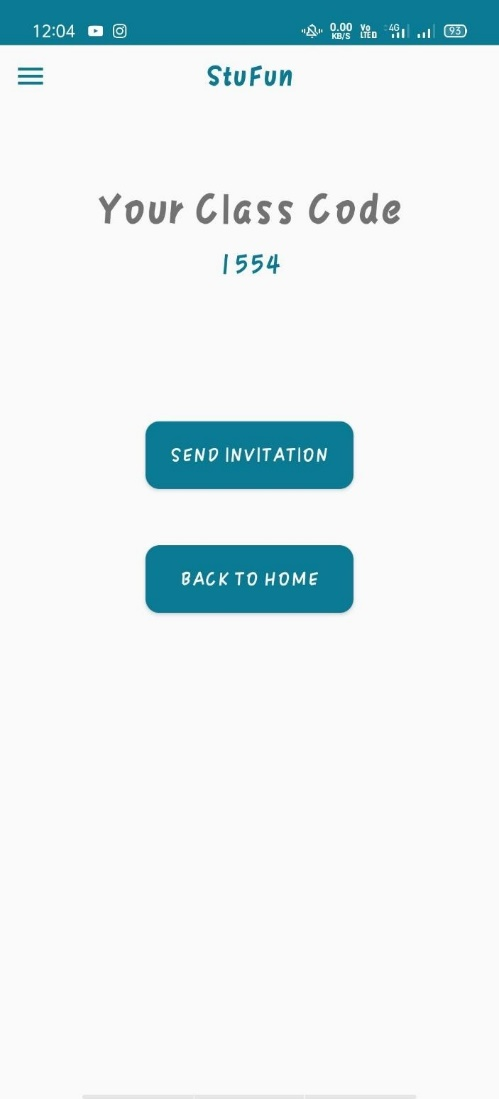 12:04
0.00 KB/S Vo LTE D 4G 93
StuFun
Your Class Code
1554
SEND INVITATION
BACK TO HOME